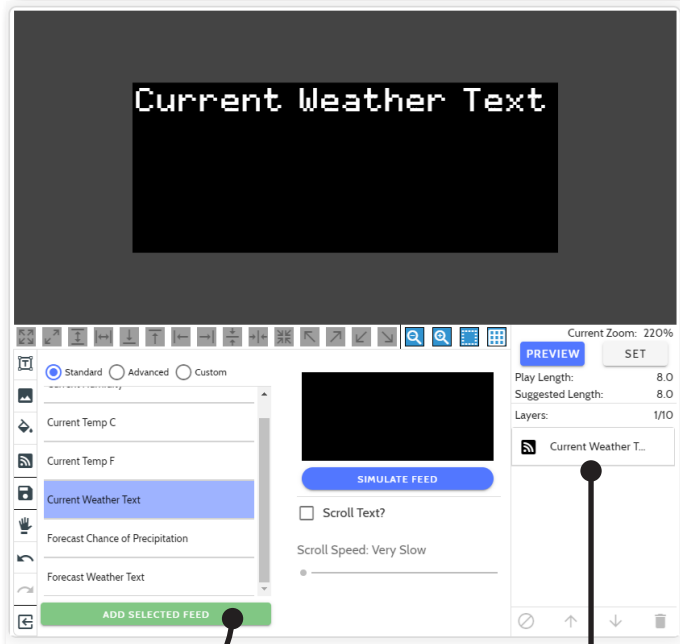 Current Weather Text
Current Zoom: 220%
PREVIEW SET
Play Length: 8.0
Suggested Length: 8.0
Layers: 1/10
Current Weather T...
Standard Advanced Custom
Current Humidity
Current Temp C
Current Temp F
Current Weather Text
Forecast Chance of Precipitation
Forecast Weather Text
ADD SELECTED FEED
SIMULATE FEED
Scroll Text?
Scroll Speed: Very Slow